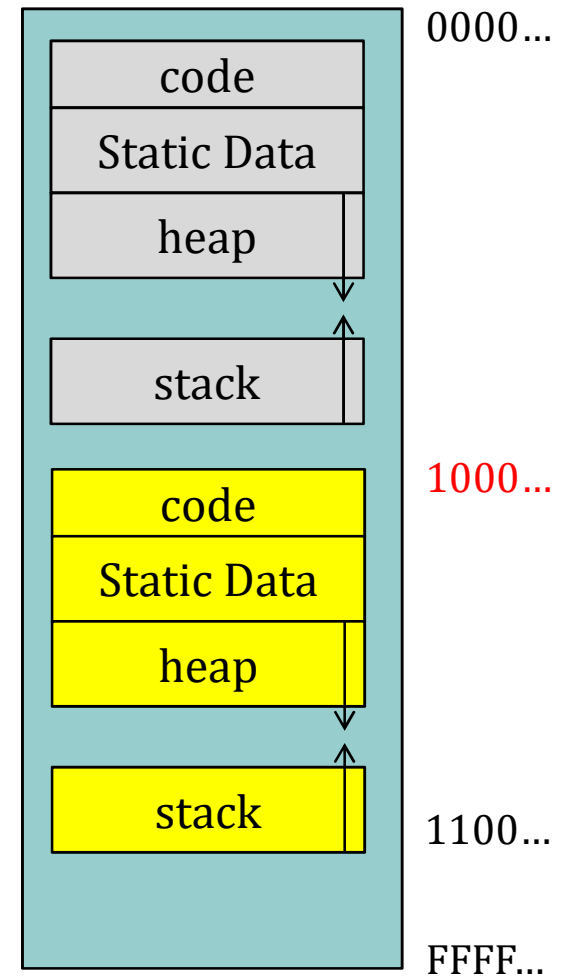 0000…
code
Static Data
heap
stack
1000…
code
Static Data
heap
stack
1100…
FFFF…